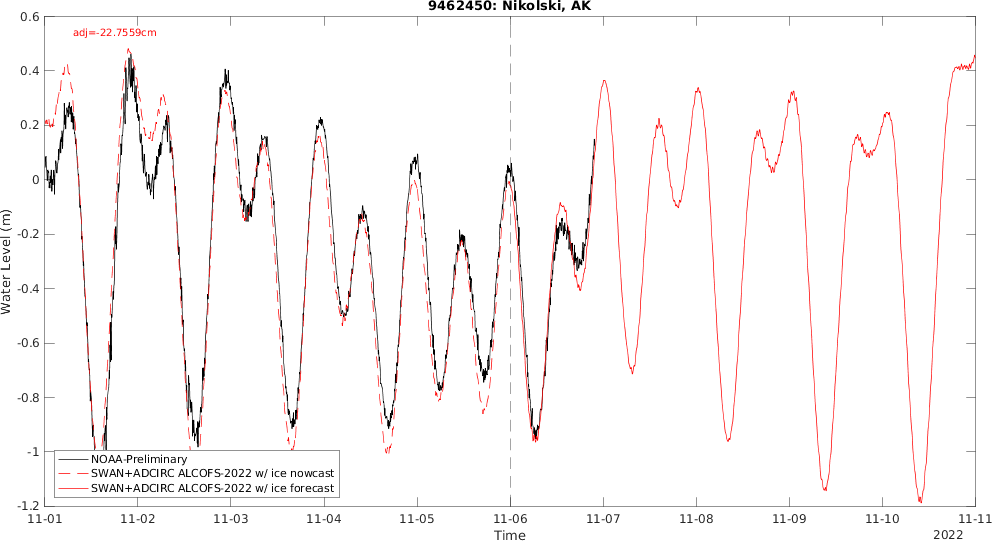 9462450: Nikolski, AK
adj=-22.7559cm
0.6
0.4
0.2
0
-0.2
-0.4
-0.6
-0.8
-1
-1.2
Water Level (m)
NOAA-Preliminary
SWAN+ADCIRC ALCOFS-2022 w/ ice nowcast
SWAN+ADCIRC ALCOFS-2022 w/ ice forecast
11-01 11-02 11-03 11-04 11-05 11-06 11-07 11-08 11-09 11-10 11-11
Time
2022